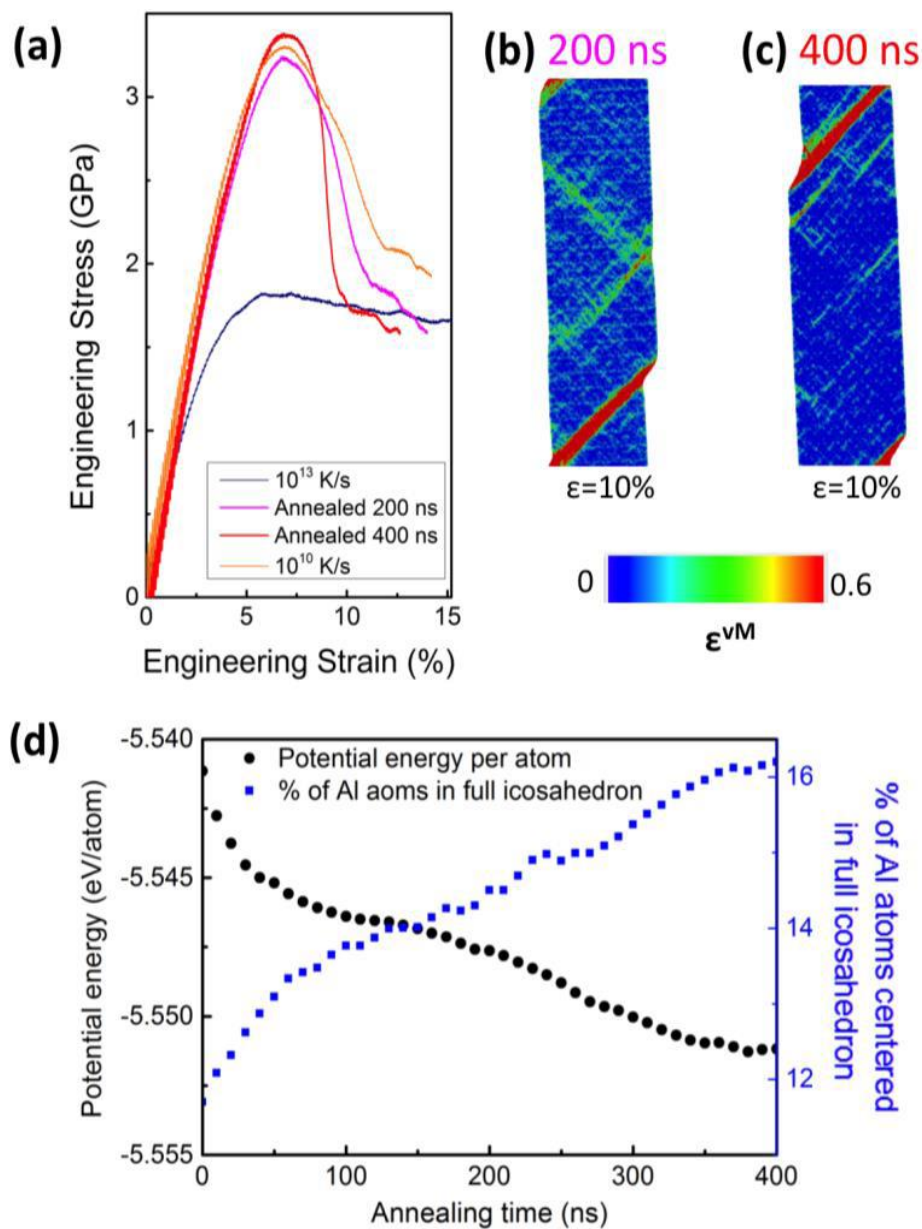 (a)
Engineering Stress (GPa)
3
2
1
0
10¹³ K/s
Annealed 200 ns
Annealed 400 ns
10¹⁰ K/s
0 5 10 15
Engineering Strain (%)
(b) 200 ns
ε=10%
(c) 400 ns
ε=10%
0 0.6
ε^vM
(d)
Potential energy (eV/atom)
-5.540
-5.545
-5.550
-5.555
Potential energy per atom
% of Al aoms in full icosahedron
16
14
12
% of Al atoms centered
in full icosahedron
0 100 200 300 400
Annealing time (ns)